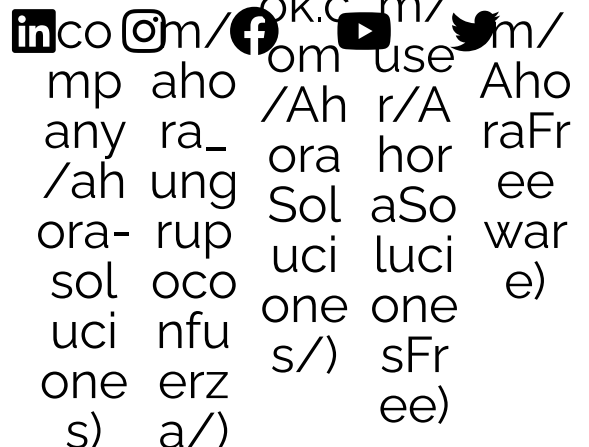 co
mp
any
/ah
ora-
sol
uci
one
s)
m/
aho
ra_
ung
rup
oco
nfu
erz
a/)
ok.c
om
/Ah
ora
Sol
uci
one
s/)
m/
use
r/A
hor
aSo
luci
one
sFr
ee)
m/
Aho
raFr
ee
war
e)